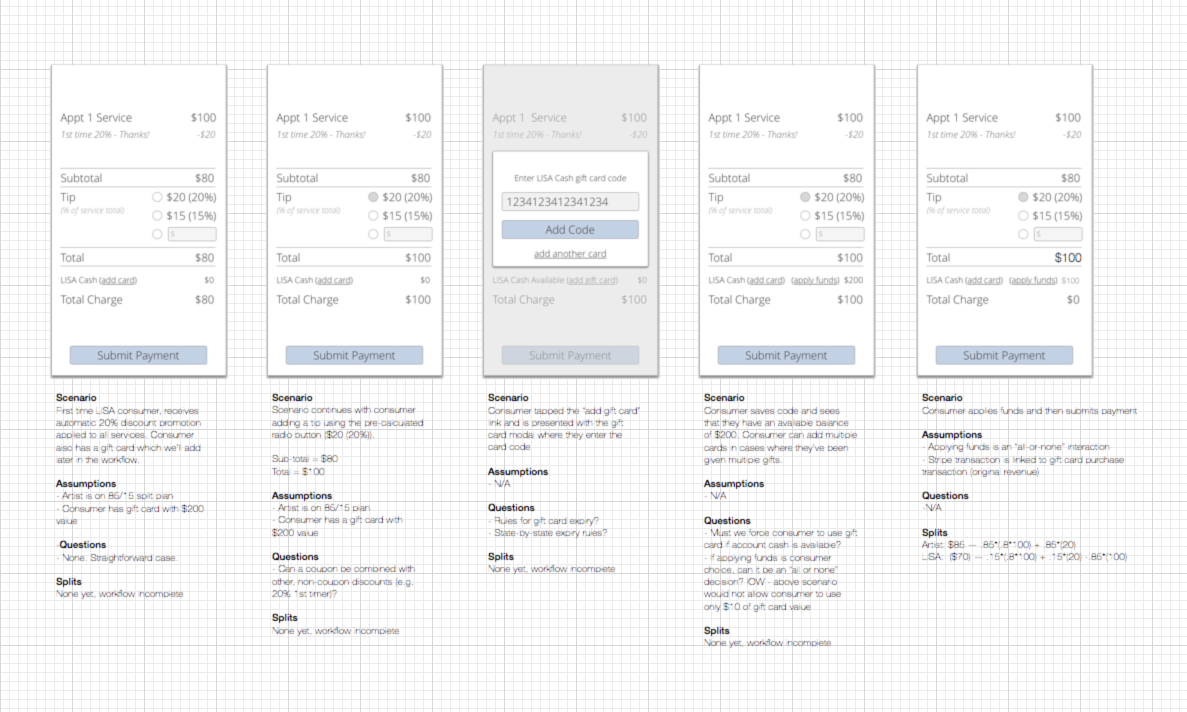 Appt 1 Service $100
1st time 20% - Thanks! -$20
Subtotal $80
Tip $20 (20%)
(% of service total) $15 (15%)
$
Total $80
LISA Cash (add card) $0
Total Charge $80
Submit Payment
Scenario
First time LISA consumer, receives
automatic 20% discount promotion
applied to all services. Consumer
also has a gift card which we'll add
later in the workflow.
Assumptions
- Artist is on 85/15 split plan
- Consumer has gift card with $200
value
-Questions
- None. Straightforward case.
Splits
None yet, workflow incomplete
Appt 1 Service $100
1st time 20% - Thanks! -$20
Subtotal $80
Tip $20 (20%)
(% of service total) $15 (15%)
$
Total $100
LISA Cash (add card) $0
Total Charge $100
Submit Payment
Scenario
Scenario continues with consumer
adding a tip using the pre-calculated
radio button ($20 (20%)).
Sub-total = $80
Total = $100
Assumptions
- Artist is on 85/15 plan
- Consumer has a gift card with
$200 value
Questions
- Can a coupon be combined with
other, non-coupon discounts (e.g.
20% 1st timer)?
Splits
None yet, workflow incomplete
Appt 1 Service $100
1st time 20% - Thanks! -$20
Enter LISA Cash gift card code
1234123412341234
Add Code
add another card
LISA Cash Available (add gift card) $0
Total Charge $100
Submit Payment
Scenario
Consumer tapped the "add gift card"
link and is presented with the gift
card modal where they enter the
card code
Assumptions
- N/A
Questions
- Rules for gift card expiry?
- State-by-state expiry rules?
Splits
None yet, workflow incomplete
Appt 1 Service $100
1st time 20% - Thanks! -$20
Subtotal $80
Tip $20 (20%)
(% of service total) $15 (15%)
$
Total $100
LISA Cash (add card) (apply funds) $200
Total Charge $100
Submit Payment
Scenario
Consumer saves code and sees
that they have an available balance
of $200. Consumer can add multiple
cards in cases where they've been
given multiple gifts.
Assumptions
- N/A
Questions
- Must we force consumer to use gift
card if account cash is available?
- If applying funds is consumer
choice, can it be an "all or none"
decision? IOW - above scenario
would not allow consumer to use
only $10 of gift card value
Splits
None yet, workflow incomplete
Appt 1 Service $100
1st time 20% - Thanks! -$20
Subtotal $80
Tip $20 (20%)
(% of service total) $15 (15%)
$
Total $100
LISA Cash (add card) (apply funds) $100
Total Charge $0
Submit Payment
Scenario
Consumer applies funds and then submits payment
Assumptions
- Applying funds is an "all-or-none" interaction
- Stripe transaction is linked to gift card purchase
transaction (original revenue)
Questions
-N/A
Splits
Artist: $85 — .85*(.8*100) + .85*(20)
LISA: ($70) — .15*(.8*100) + .15*(20) -.85*(100)